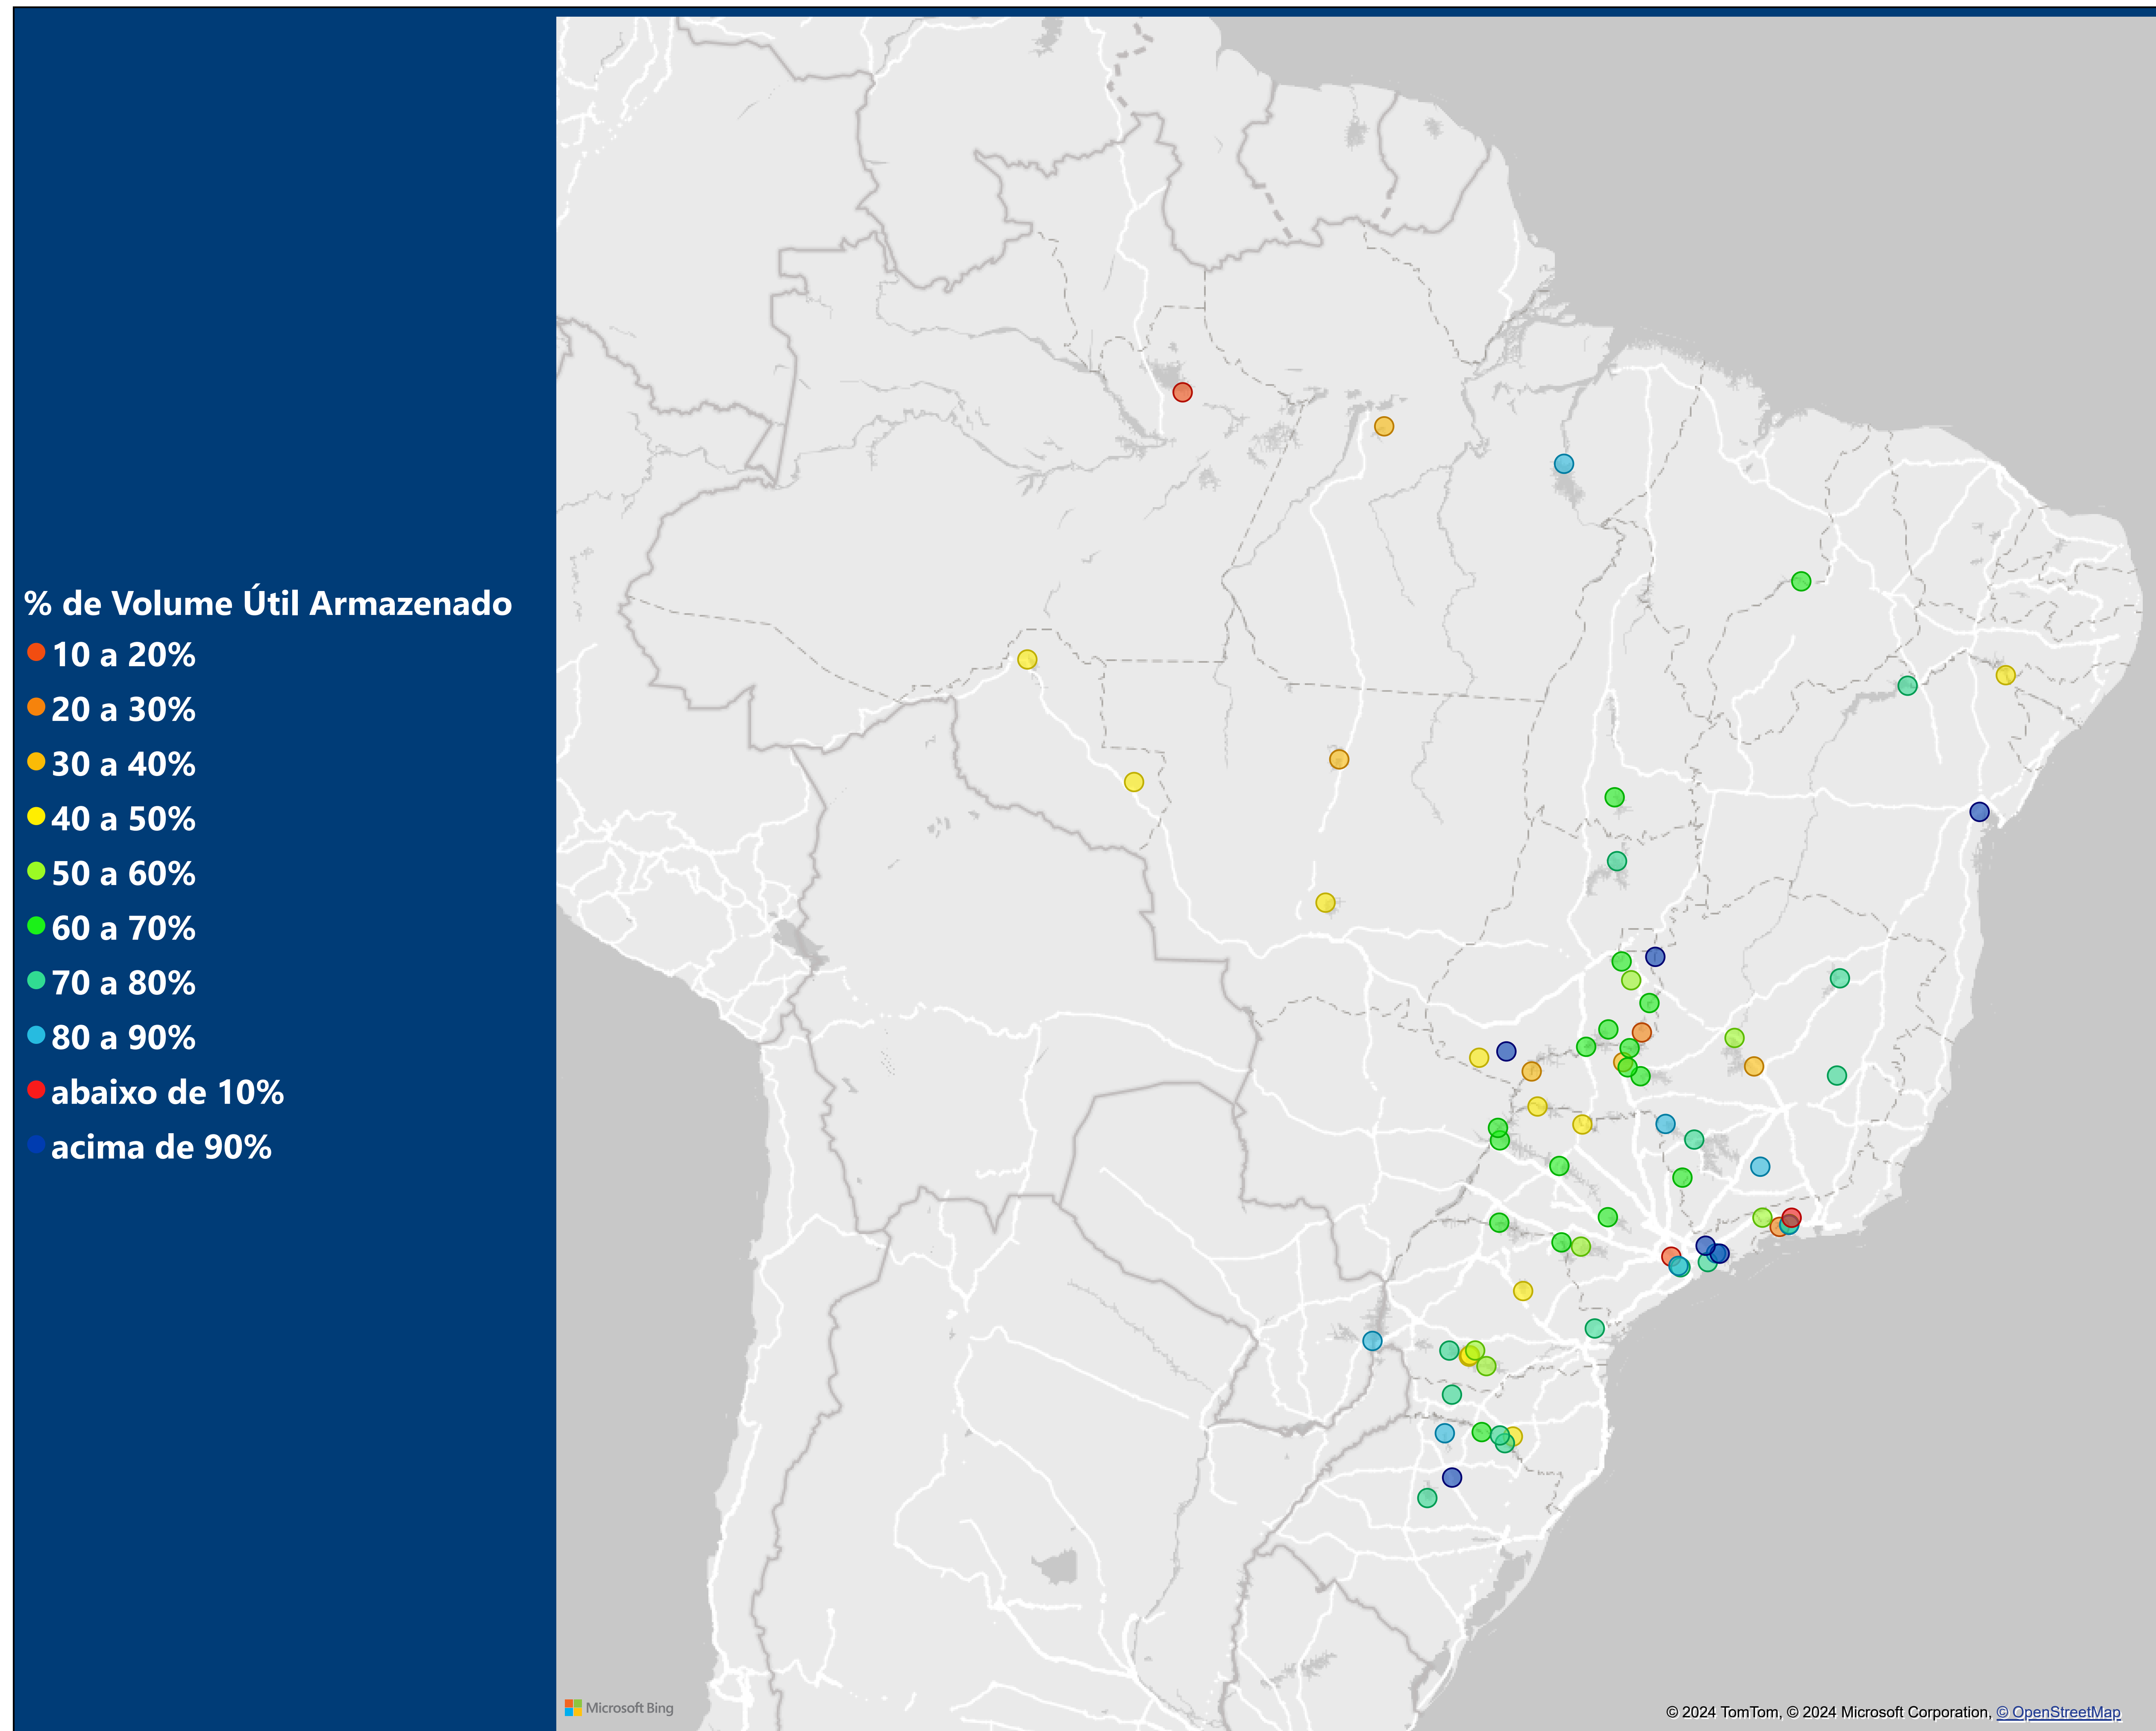 % de Volume Útil Armazenado
10 a 20%
20 a 30%
30 a 40%
40 a 50%
50 a 60%
60 a 70%
70 a 80%
80 a 90%
abaixo de 10%
acima de 90%
Microsoft Bing
© 2024 TomTom, © 2024 Microsoft Corporation, © OpenStreetMap